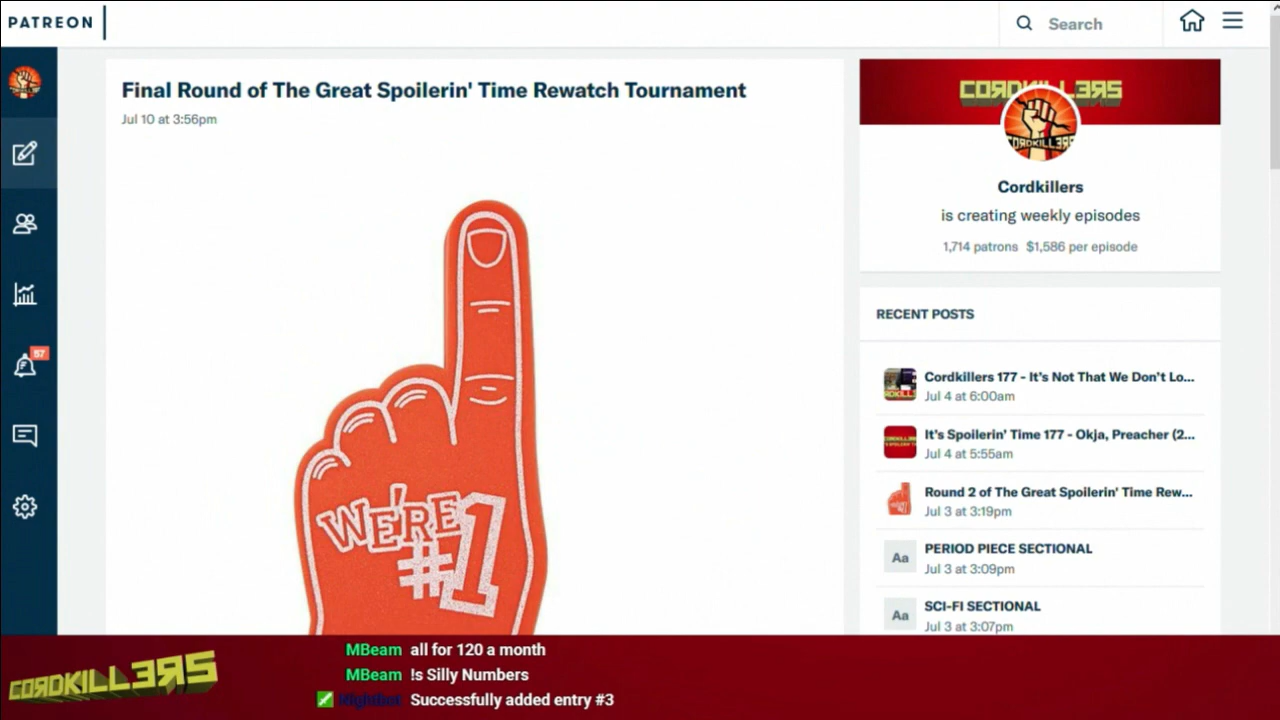 PATREON
Search
57
Final Round of The Great Spoilerin' Time Rewatch Tournament
Jul 10 at 3:56pm
WE'RE
#1
CORDKILLERS
CORDKILLERS
Cordkillers
is creating weekly episodes
1,714 patrons $1,586 per episode
RECENT POSTS
Cordkillers 177 - It's Not That We Don't Lo...
Jul 4 at 6:00am
It's Spoilerin' Time 177 - Okja, Preacher (2...
Jul 4 at 5:55am
Round 2 of The Great Spoilerin' Time Rew...
Jul 3 at 3:19pm
Aa
PERIOD PIECE SECTIONAL
Jul 3 at 3:09pm
Aa
SCI-FI SECTIONAL
Jul 3 at 3:07pm
CORDKILLERS
MBeam all for 120 a month
MBeam !s Silly Numbers
Nightbot Successfully added entry #3